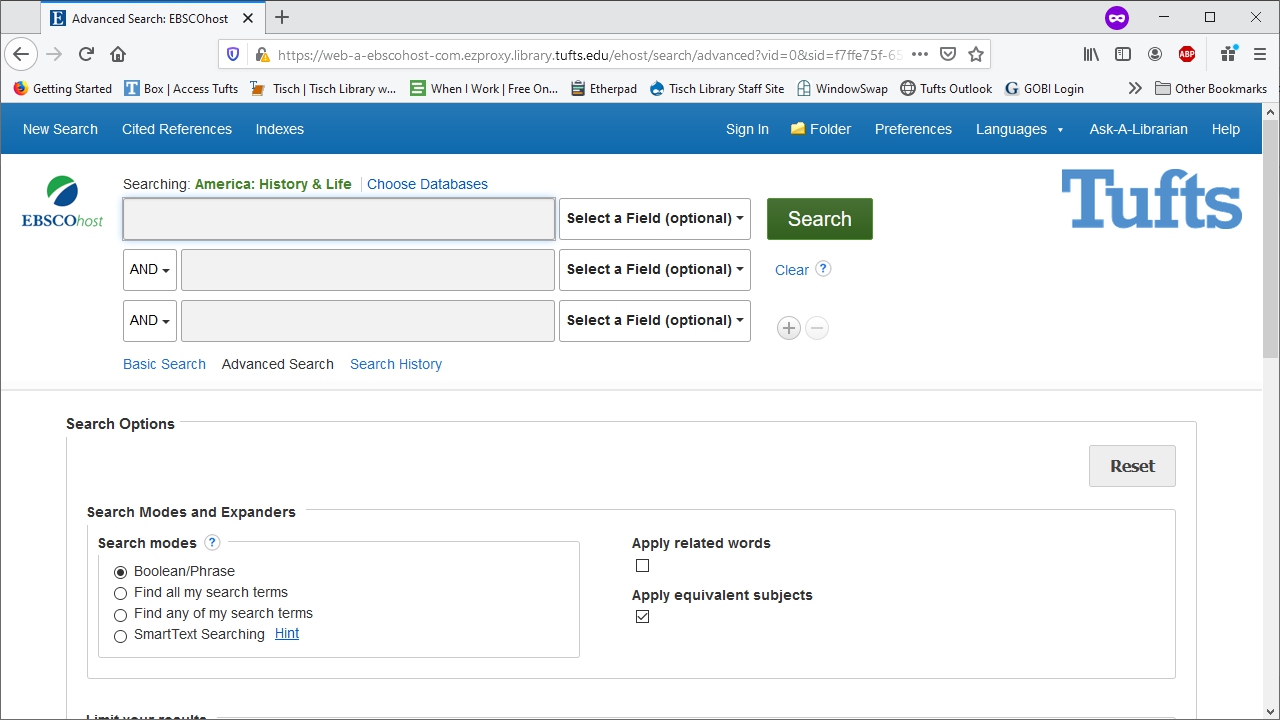 Advanced Search: EBSCOhost
https://web-a-ebscohost-com.ezproxy.library.tufts.edu/ehost/search/advanced?vid=0&sid=f7ffe75f-65
ABP
Getting Started Box | Access Tufts Tisch | Tisch Library w... When I Work | Free On... Etherpad Tisch Library Staff Site WindowSwap Tufts Outlook GOBI Login Other Bookmarks
New Search Cited References Indexes Sign In Folder Preferences Languages Ask-A-Librarian Help
Searching: America: History & Life Choose Databases
EBSCOhost
Select a Field (optional) Search
Tufts
AND Select a Field (optional) Clear ?
AND Select a Field (optional)
Basic Search Advanced Search Search History
Search Options
Reset
Search Modes and Expanders
Search modes ?
Boolean/Phrase
Find all my search terms
Find any of my search terms
SmartText Searching Hint
Apply related words
Apply equivalent subjects
Limit your results